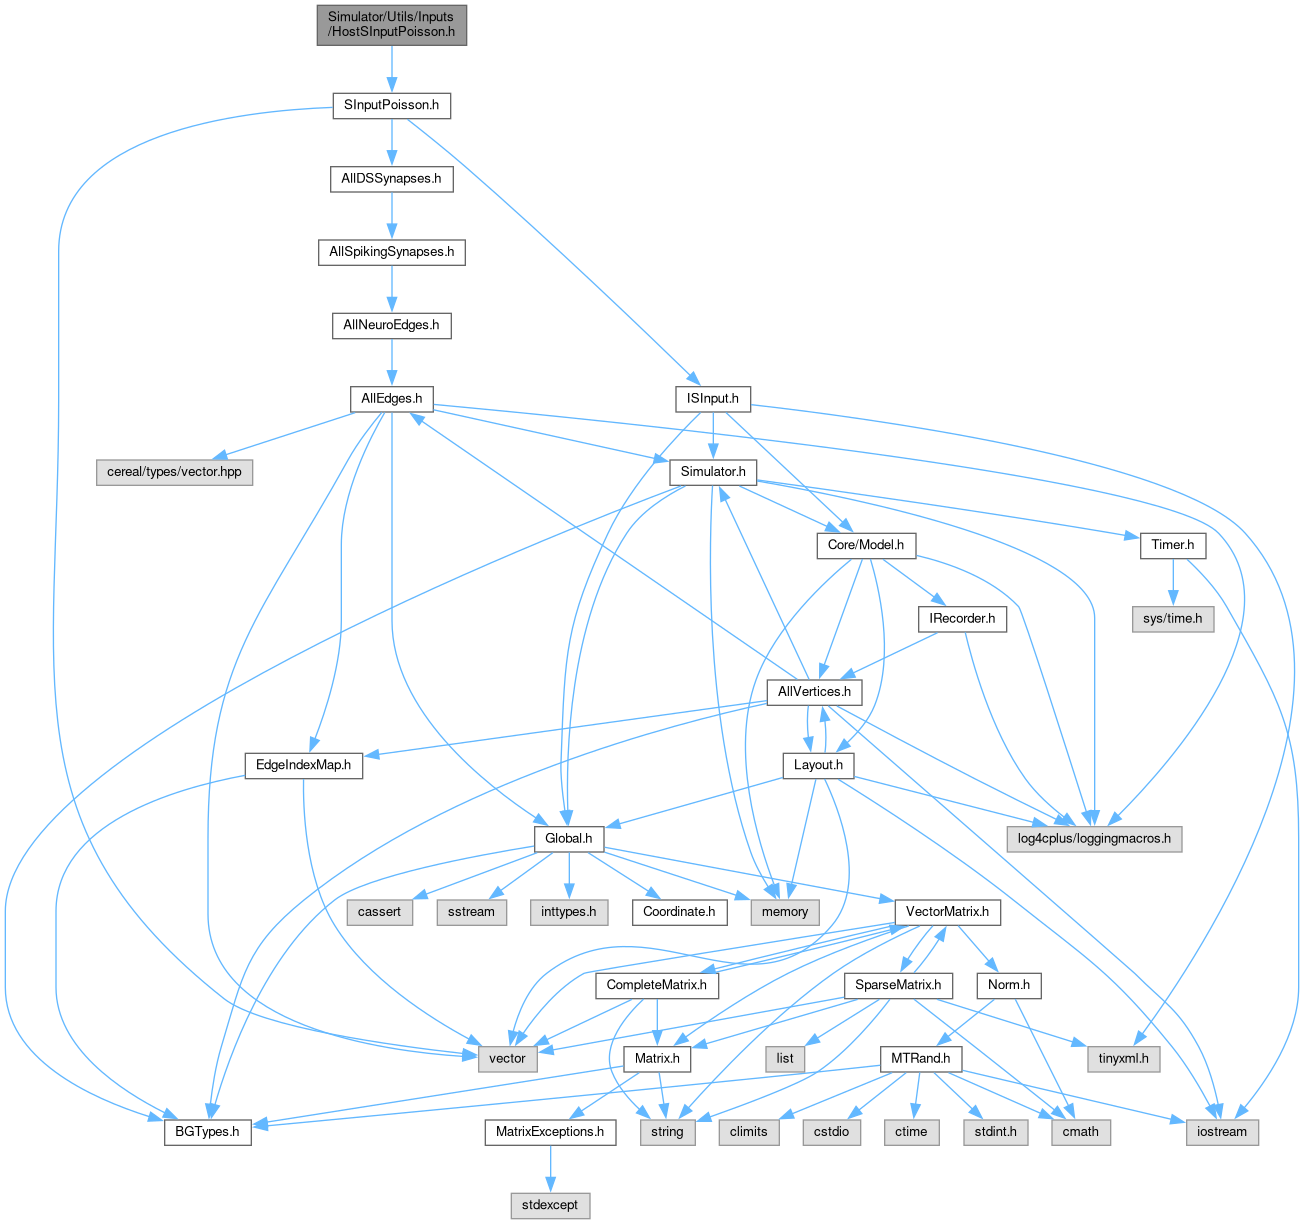 Simulator/Utils/Inputs
/HostSInputPoisson.h
SInputPoisson.h
AllDSSynapses.h
AllSpikingSynapses.h
AllNeuroEdges.h
AllEdges.h
ISInput.h
cereal/types/vector.hpp
Simulator.h
Core/Model.h
Timer.h
IRecorder.h
sys/time.h
AllVertices.h
EdgeIndexMap.h
Layout.h
Global.h
log4cplus/loggingmacros.h
cassert
sstream
inttypes.h
Coordinate.h
memory
VectorMatrix.h
CompleteMatrix.h
SparseMatrix.h
Norm.h
vector
Matrix.h
list
MTRand.h
tinyxml.h
BGTypes.h
MatrixExceptions.h
string
climits
cstdio
ctime
stdint.h
cmath
iostream
stdexcept